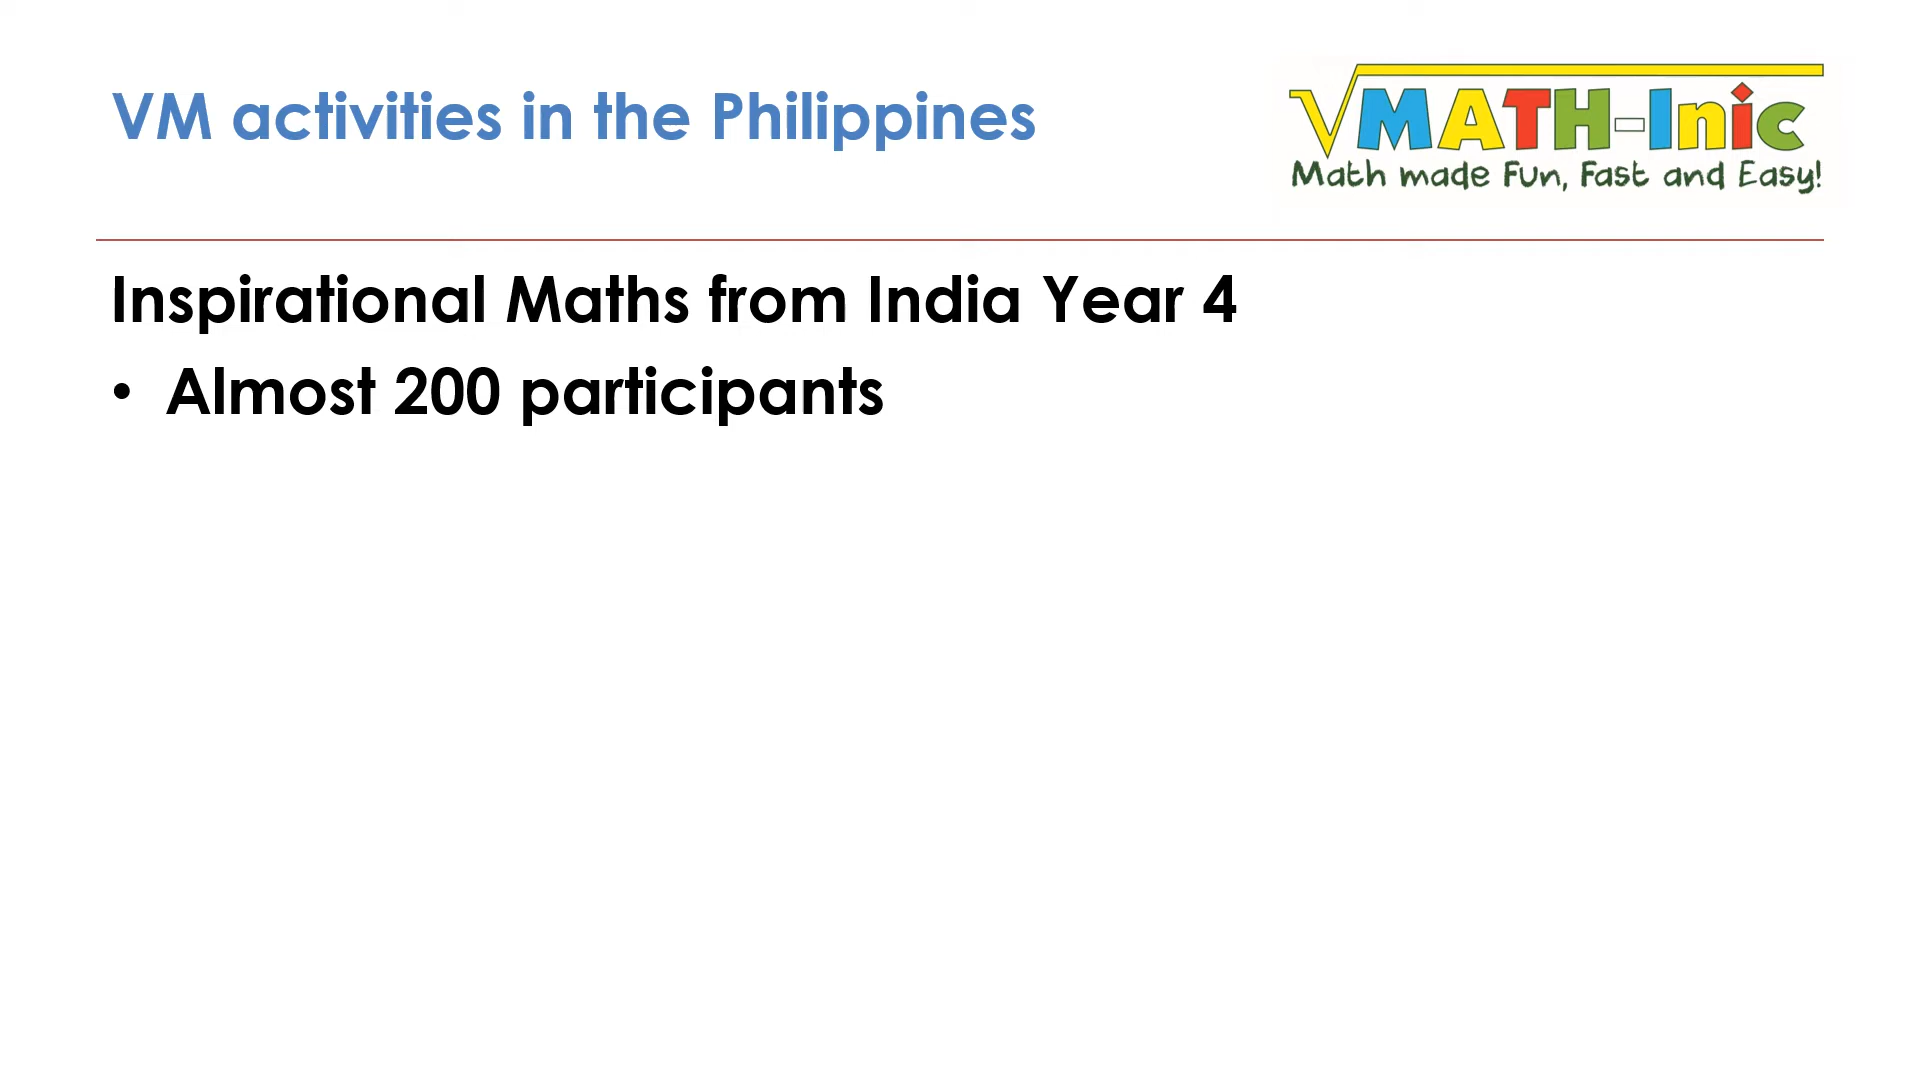 VM activities in the Philippines
√MATH-Inic
Math made Fun, Fast and Easy!
Inspirational Maths from India Year 4
• Almost 200 participants